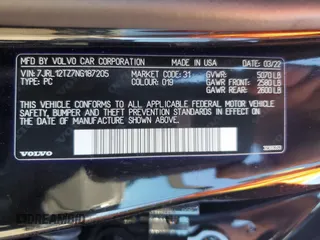 MFD BY VOLVO CAR CORPORATION MADE IN USA 03/22
VIN: 7JRL12TZ7NG187205 MARKET CODE: 31 GVWR: 5070 LB
TYPE: PC COLOUR: 019 GAWR FRONT: 2580 LB
GAWR REAR: 2600 LB
THIS VEHICLE CONFORMS TO ALL APPLICABLE FEDERAL MOTOR VEHICLE
SAFETY, BUMPER AND THEFT PREVENTION STANDARDS IN EFFECT ON THE
DATE OF MANUFACTURE SHOWN ABOVE.
VOLVO